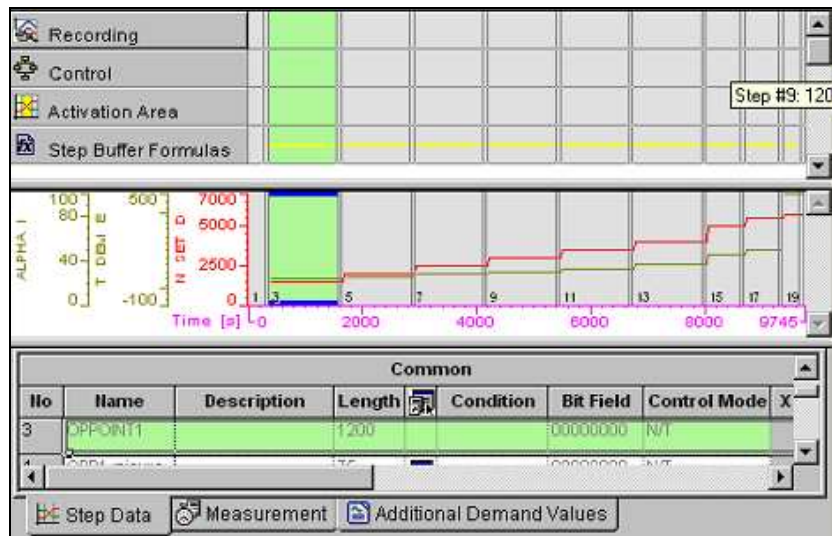 Recording
Control
Activation Area
Step #9: 120
Step Buffer Formulas
100 500 7000
80 5000
40 2500
0 -100 0
ALPHA
N SET D
1 3 5 7 9 11 13 15 17 19
Time [s] 0 2000 4000 6000 8000 9745
Common
No Name Description Length Condition Bit Field Control Mode X
3 OPPOINT1 1200 00000000 N/T
Step Data Measurement Additional Demand Values